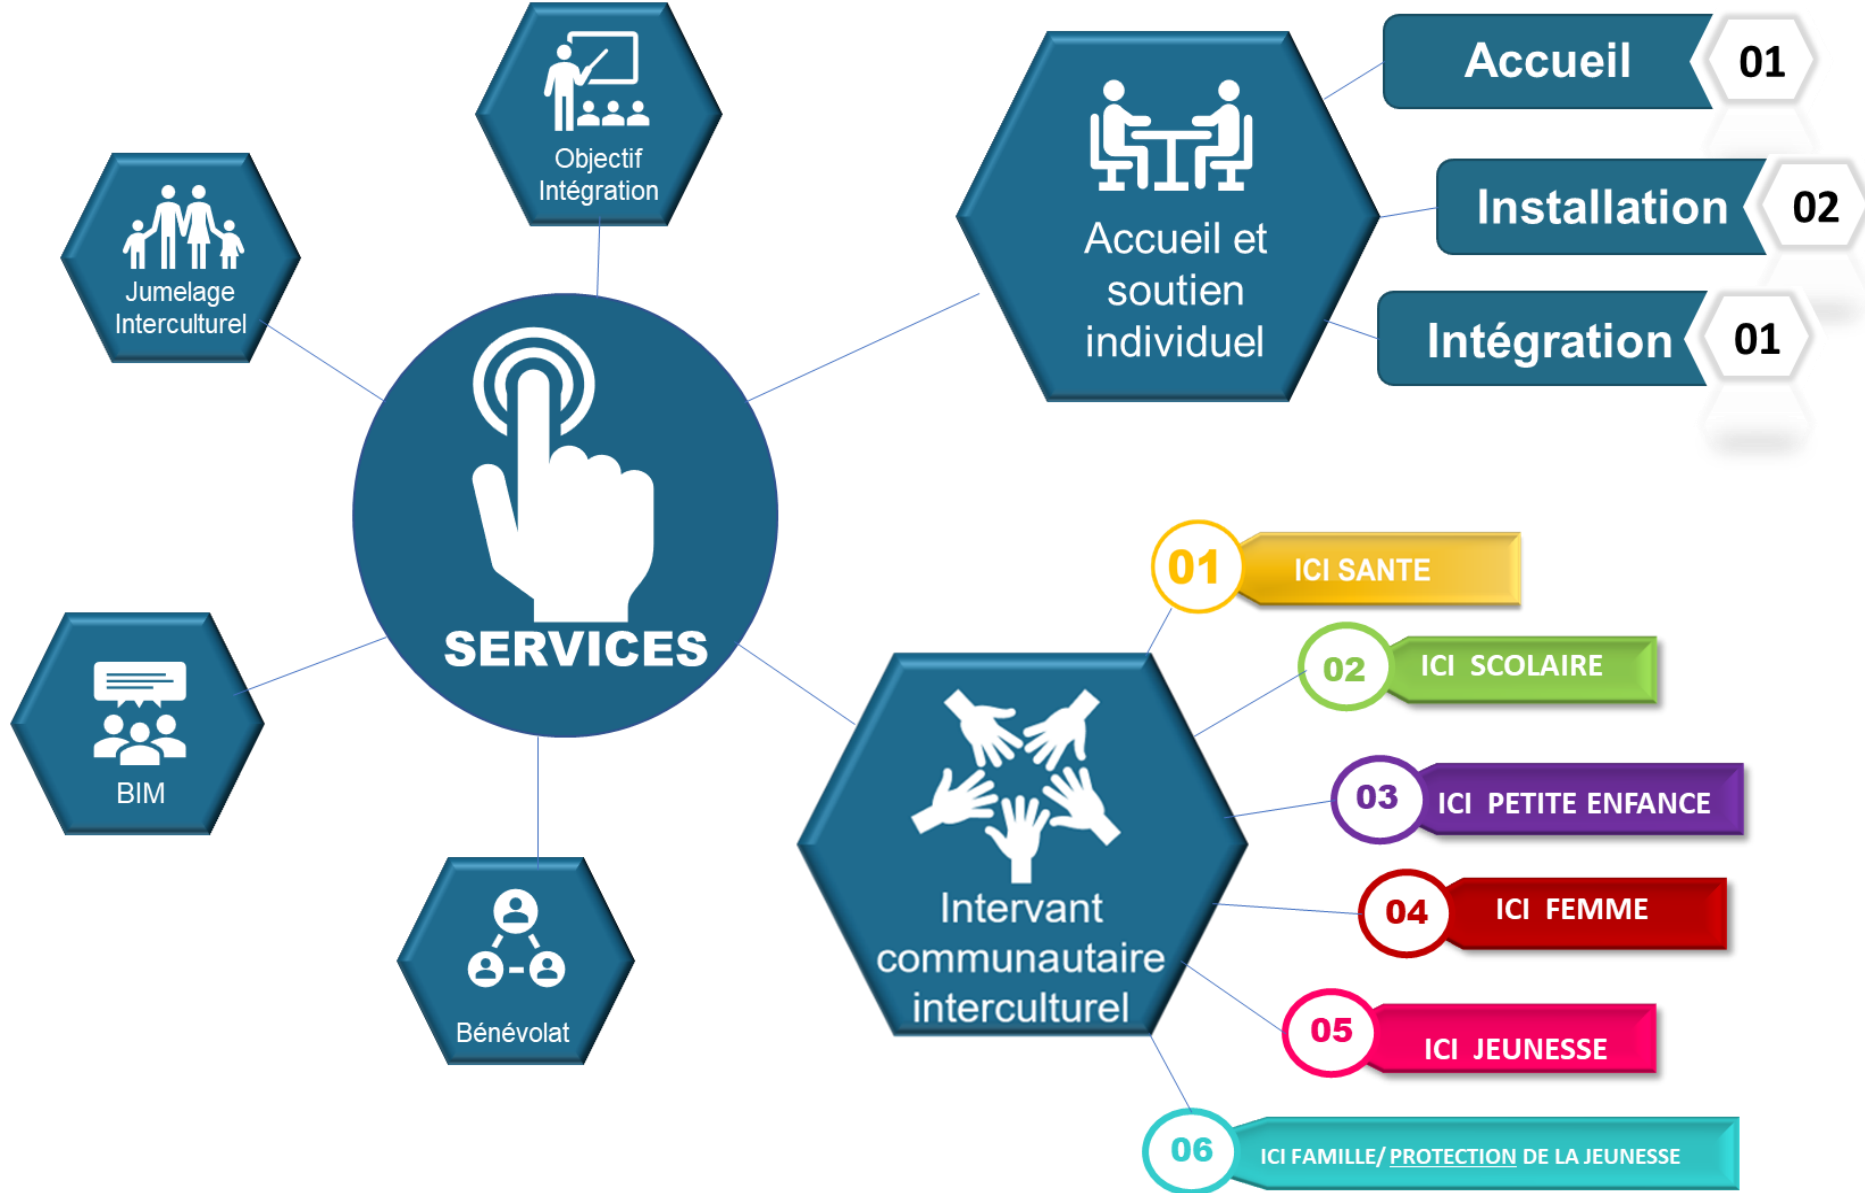 Objectif
Intégration
Jumelage
Interculturel
SERVICES
BIM
Bénévolat
Accueil et
soutien
individuel
Accueil
01
Installation
02
Intégration
01
Intervant
communautaire
interculturel
01
ICI SANTE
02
ICI SCOLAIRE
03
ICI PETITE ENFANCE
04
ICI FEMME
05
ICI JEUNESSE
06
ICI FAMILLE/ PROTECTION DE LA JEUNESSE